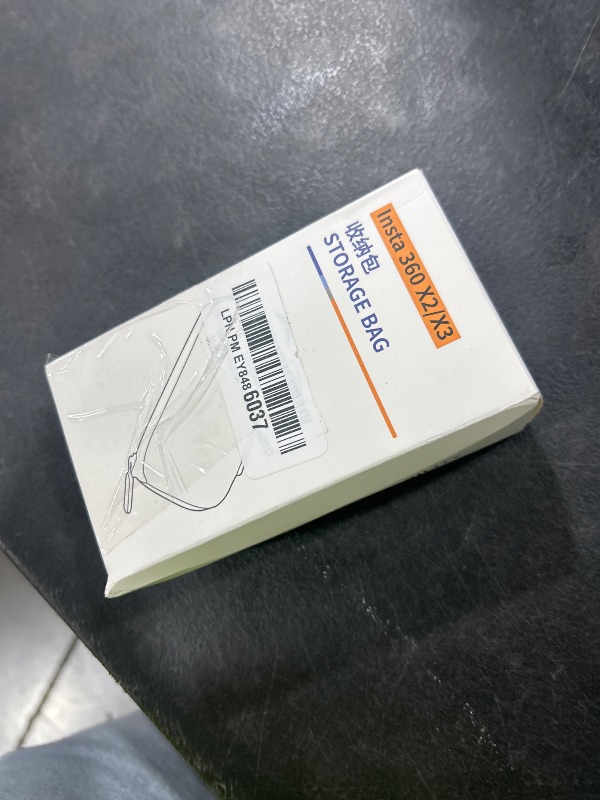 Insta 360 X2/X3
收纳包
STORAGE BAG
LPN PM EY848 6037